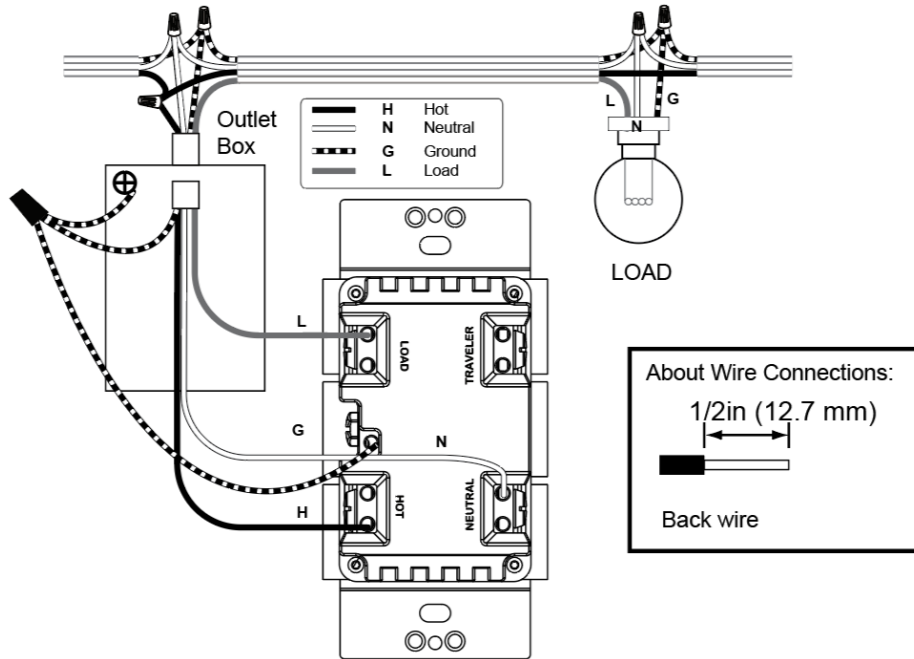 Outlet
Box
H Hot
N Neutral
G Ground
L Load
L
G
N
LOAD
L
LOAD
TRAVELER
G
N
H
HOT
NEUTRAL
About Wire Connections:
1/2in (12.7 mm)
Back wire